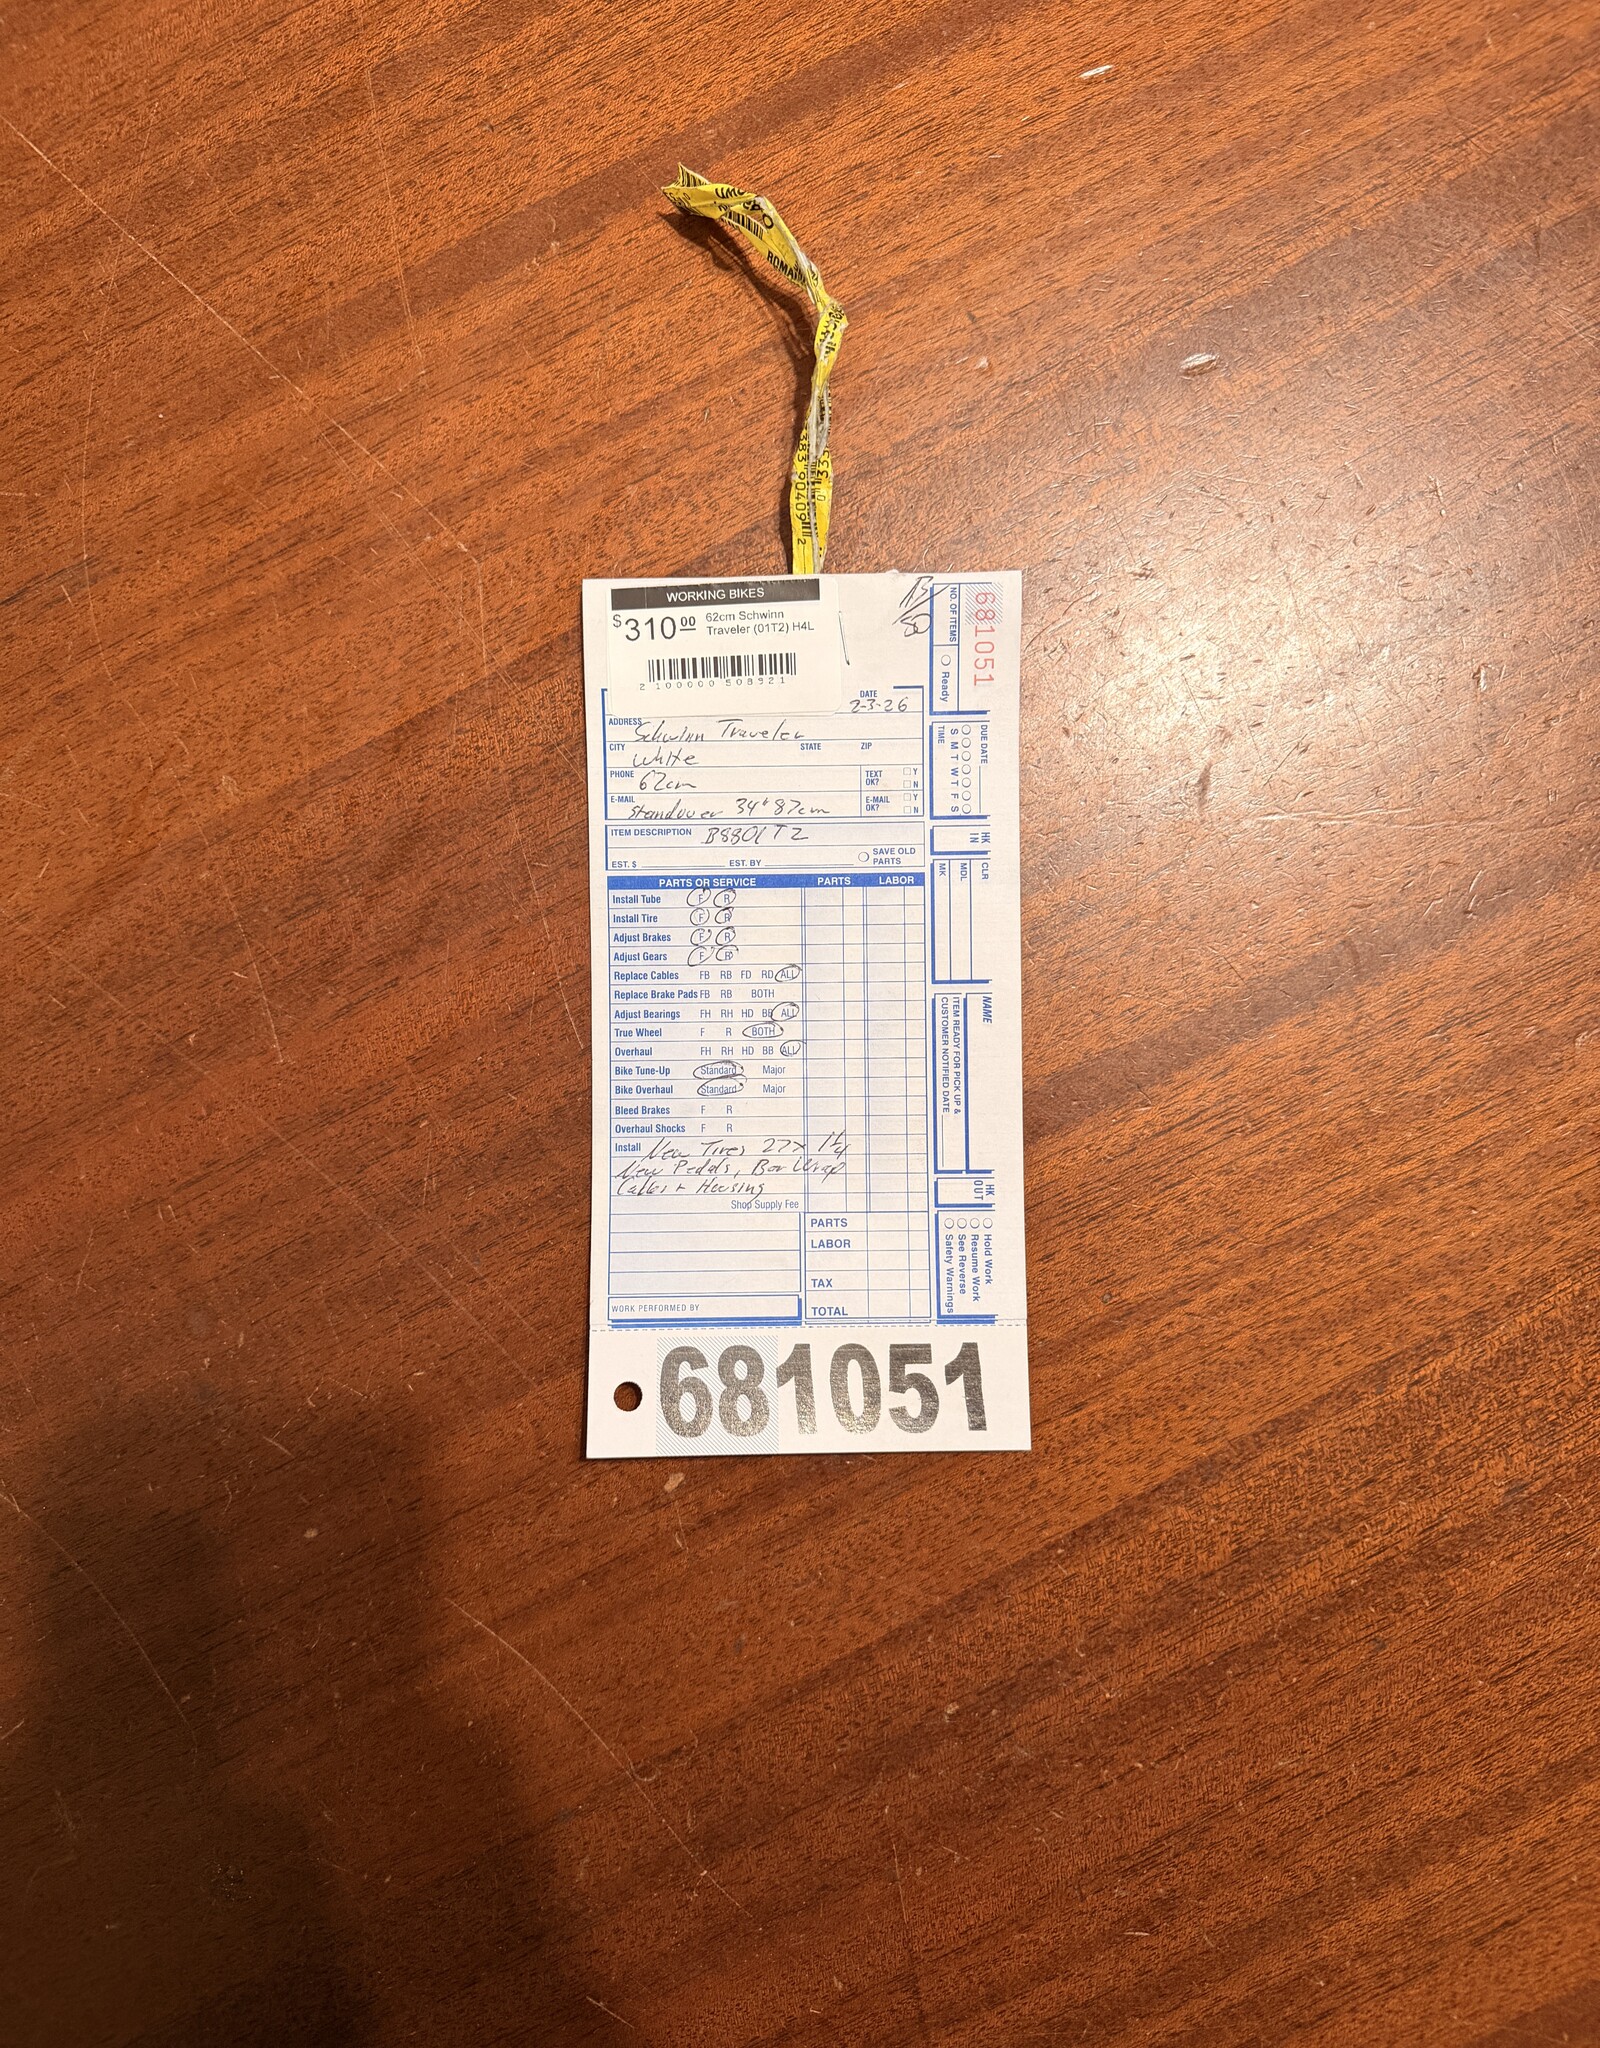 383 90409 2
WORKING BIKES
$310.00 62cm Schwinn
Traveler (01T2) H4L
2 100000 508921
681051
NO. OF ITEMS
Ready
DATE
2-3-26
ADDRESS Schwinn Traveler
CITY STATE ZIP
White
PHONE 62cm TEXT OK? Y N
E-MAIL E-MAIL OK? Y N
Standover 34" 87cm
ITEM DESCRIPTION B8801T2
EST. $ EST. BY SAVE OLD PARTS
PARTS OR SERVICE PARTS LABOR
Install Tube F R
Install Tire F R
Adjust Brakes F R
Adjust Gears F R
Replace Cables FB RB FD RD ALL
Replace Brake Pads FB RB BOTH
Adjust Bearings FH RH HD BB ALL
True Wheel F R BOTH
Overhaul FH RH HD BB ALL
Bike Tune-Up Standard Major
Bike Overhaul Standard Major
Bleed Brakes F R
Overhaul Shocks F R
Install New Tires 27x 1 1/4
New Pedals, Bar Wrap
Cables + Housing
Shop Supply Fee
PARTS
LABOR
TAX
WORK PERFORMED BY
TOTAL
DUE DATE
S M T W T F S
TIME
HK IN
CLR
MDL
MK
NAME
ITEM READY FOR PICK UP &
CUSTOMER NOTIFIED DATE
HK OUT
Hold Work
Resume Work
See Reverse
Safety Warnings
681051